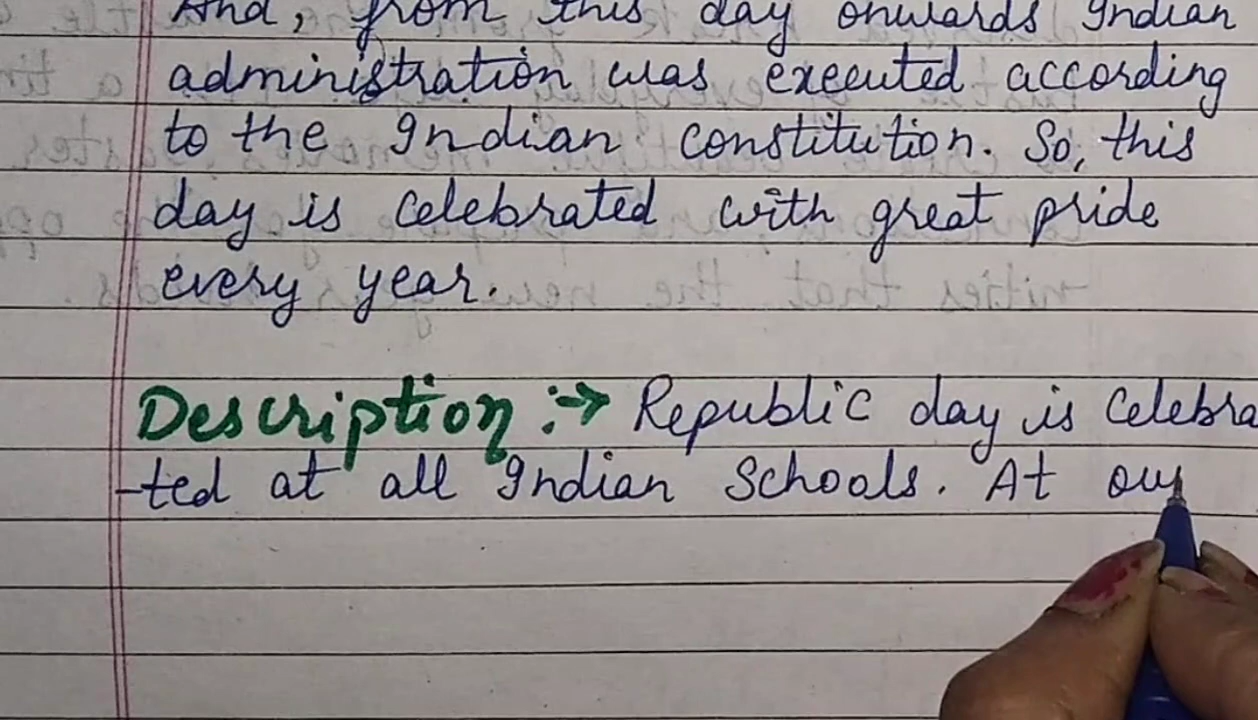 And, from this day onwards Indian
administration was executed according
to the Indian constitution. So, this
day is celebrated with great pride
every year.
Description :→ Republic day is celebra
-ted at all Indian Schools. At our